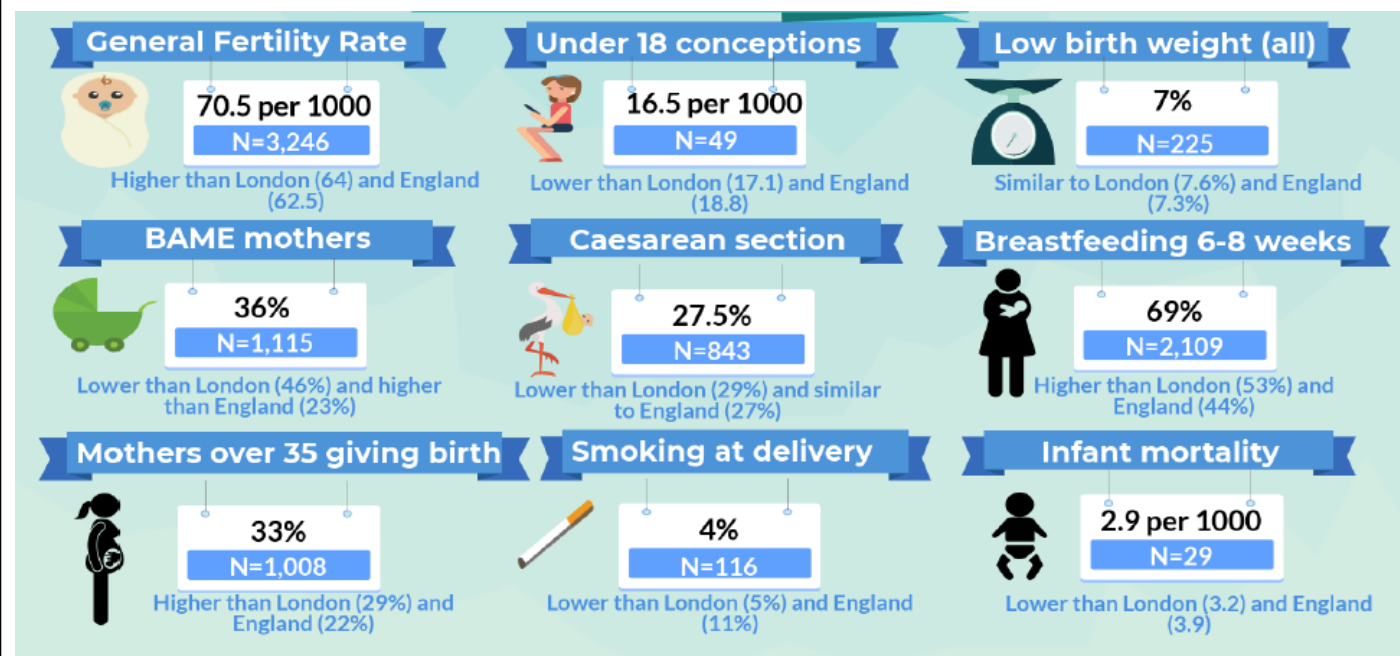 General Fertility Rate
70.5 per 1000
N=3,246
Higher than London (64) and England
(62.5)
Under 18 conceptions
16.5 per 1000
N=49
Lower than London (17.1) and England
(18.8)
Low birth weight (all)
7%
N=225
Similar to London (7.6%) and England
(7.3%)
BAME mothers
36%
N=1,115
Lower than London (46%) and higher
than England (23%)
Caesarean section
27.5%
N=843
Lower than London (29%) and similar
to England (27%)
Breastfeeding 6-8 weeks
69%
N=2,109
Higher than London (53%) and
England (44%)
Mothers over 35 giving birth
33%
N=1,008
Higher than London (29%) and
England (22%)
Smoking at delivery
4%
N=116
Lower than London (5%) and England
(11%)
Infant mortality
2.9 per 1000
N=29
Lower than London (3.2) and England
(3.9)